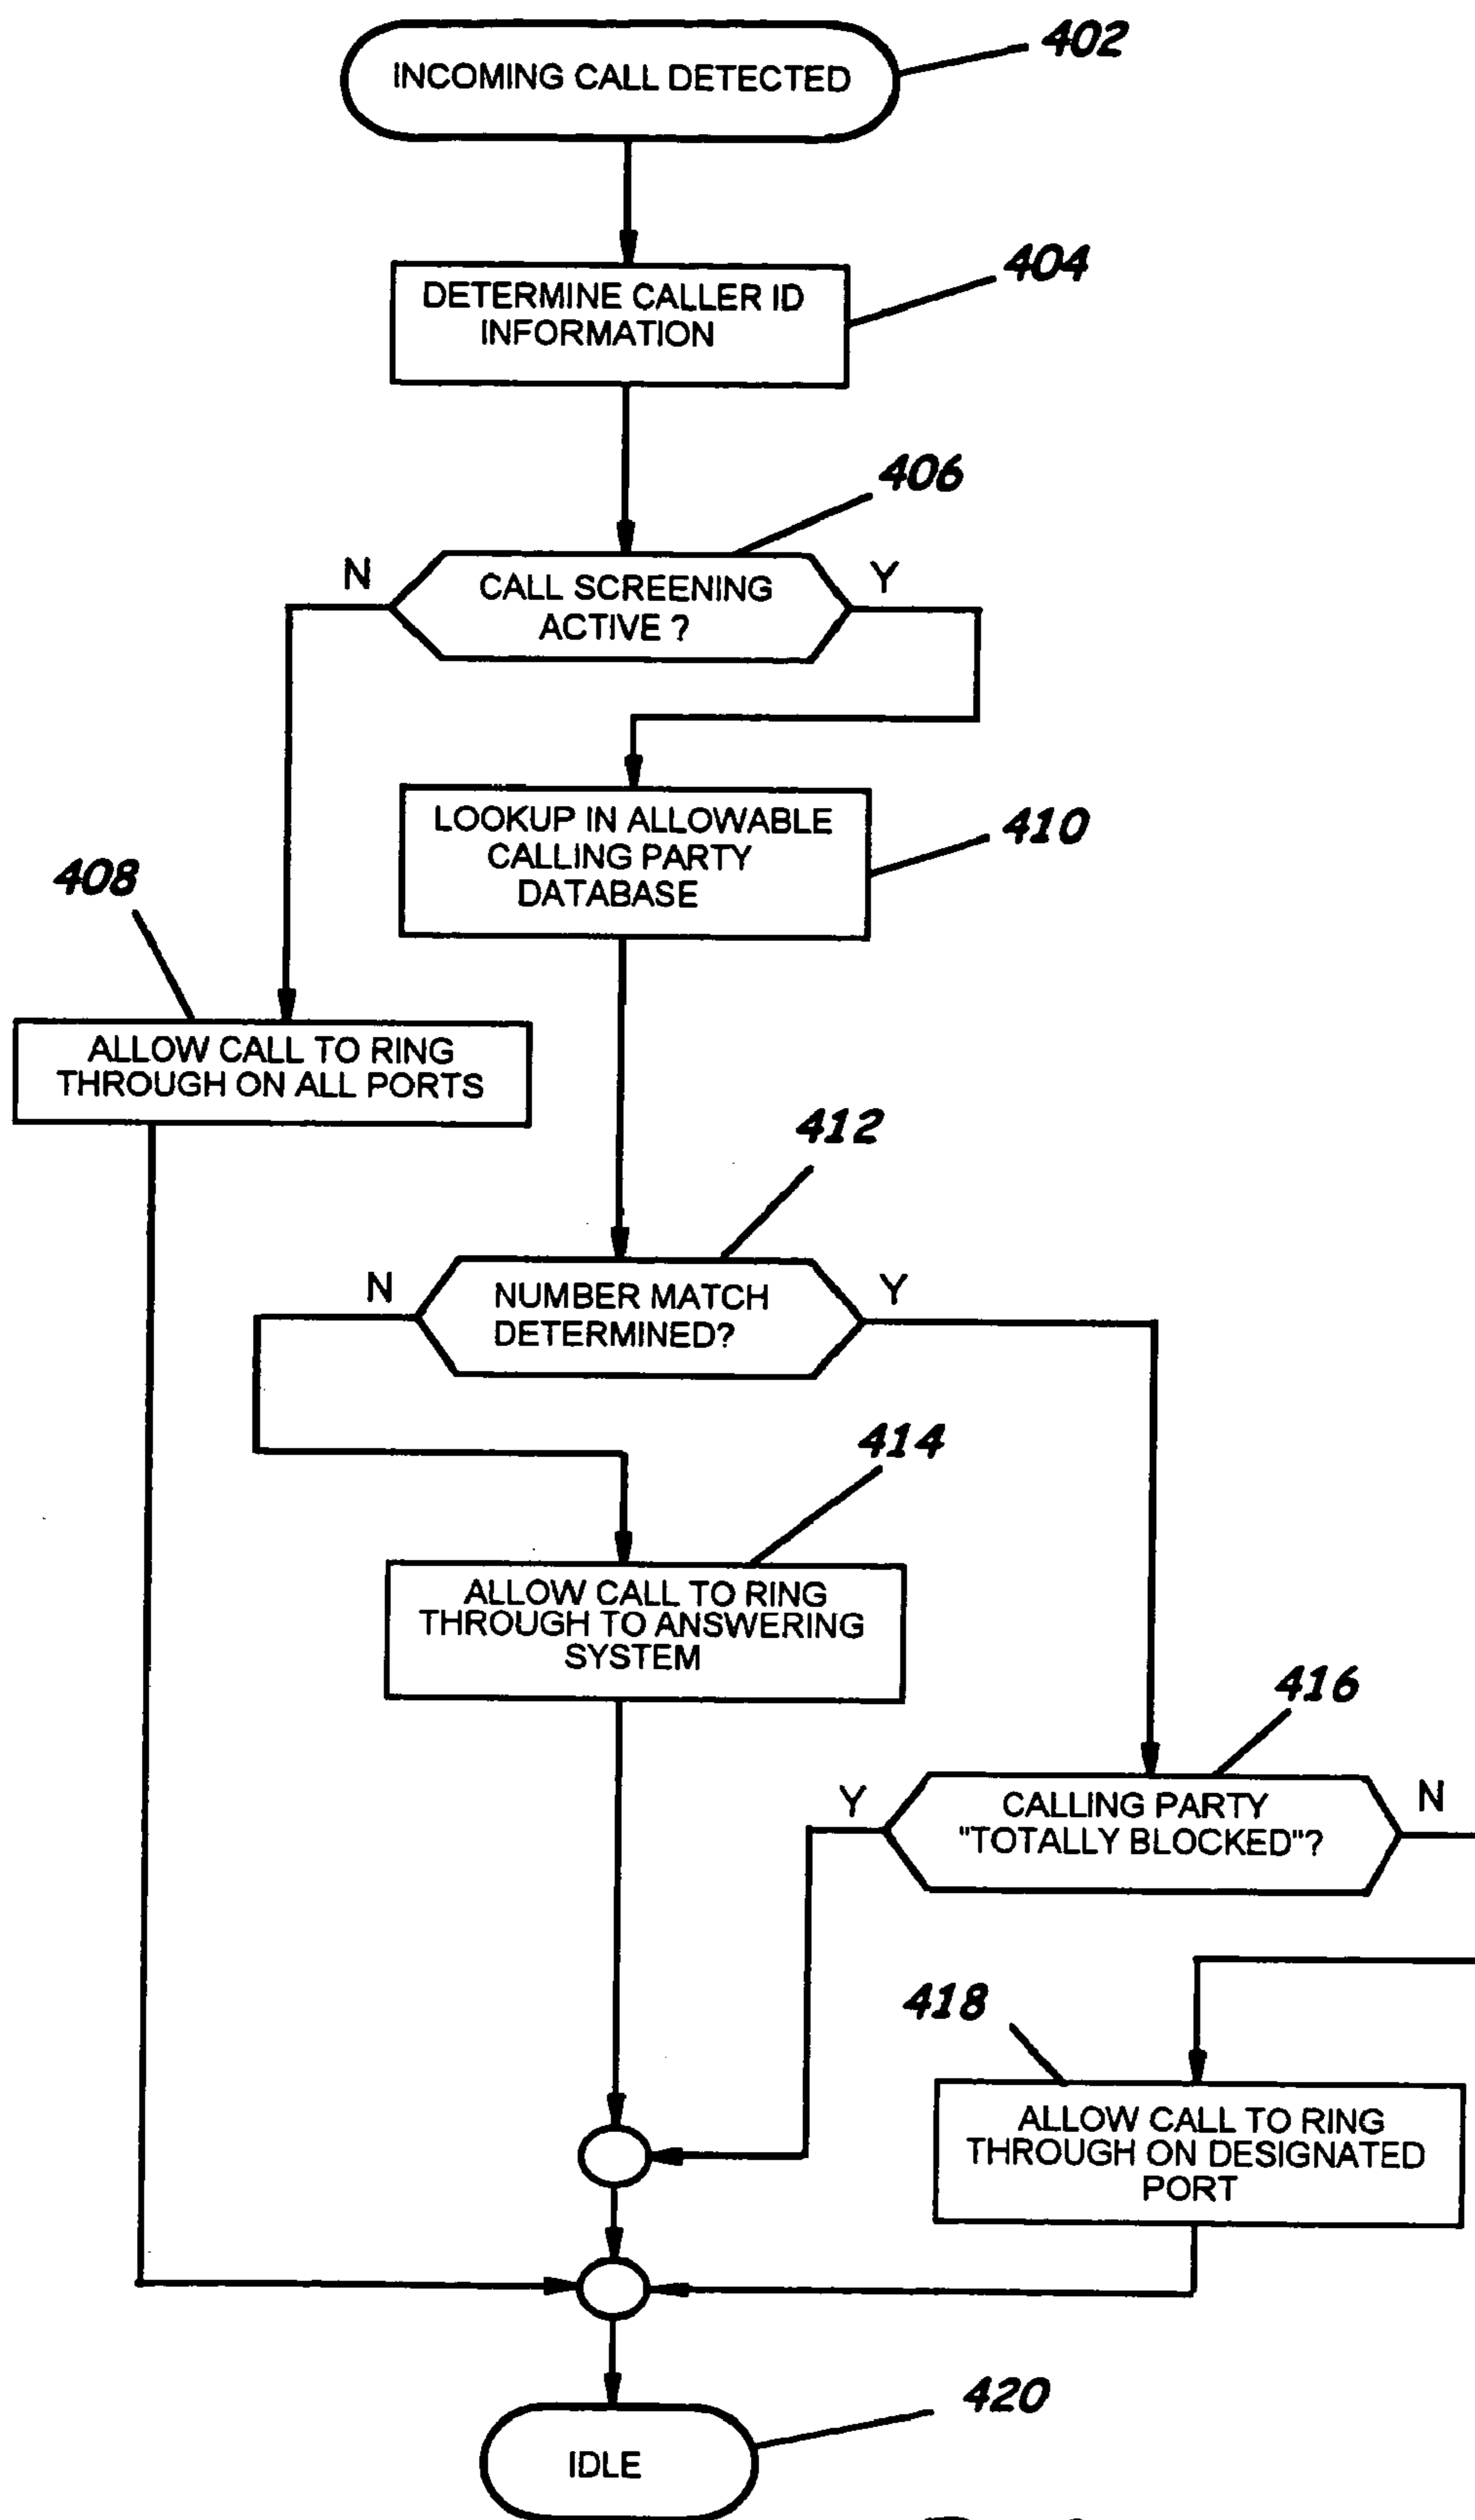 INCOMING CALL DETECTED
402
DETERMINE CALLER ID
INFORMATION
404
406
N
CALL SCREENING
ACTIVE ?
Y
LOOKUP IN ALLOWABLE
CALLING PARTY
DATABASE
410
408
ALLOW CALL TO RING
THROUGH ON ALL PORTS
412
N
NUMBER MATCH
DETERMINED?
Y
414
ALLOW CALL TO RING
THROUGH TO ANSWERING
SYSTEM
416
Y
CALLING PARTY
"TOTALLY BLOCKED"?
N
418
ALLOW CALL TO RING
THROUGH ON DESIGNATED
PORT
420
IDLE